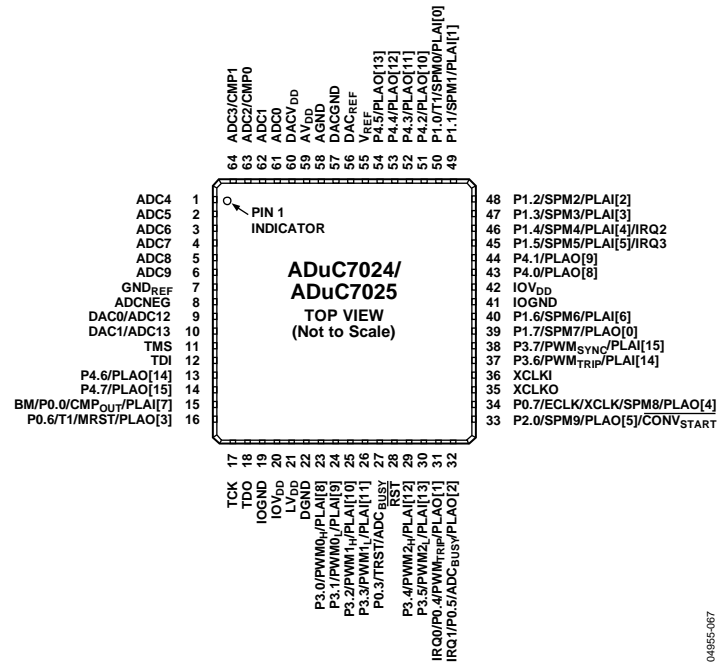 64 ADC3/CMP1
63 ADC2/CMP0
62 ADC1
61 ADC0
60 DACVDD
59 AVDD
58 AGND
57 DACGND
56 DACREF
55 VREF
54 P4.5/PLAO[13]
53 P4.4/PLAO[12]
52 P4.3/PLAO[11]
51 P4.2/PLAO[10]
50 P1.0/T1/SPM0/PLAI[0]
49 P1.1/SPM1/PLAI[1]
ADC4 1
ADC5 2
ADC6 3
ADC7 4
ADC8 5
ADC9 6
GNDREF 7
ADCNEG 8
DAC0/ADC12 9
DAC1/ADC13 10
TMS 11
TDI 12
P4.6/PLAO[14] 13
P4.7/PLAO[15] 14
BM/P0.0/CMPOUT/PLAI[7] 15
P0.6/T1/MRST/PLAO[3] 16
PIN 1
INDICATOR
ADuC7024/
ADuC7025
TOP VIEW
(Not to Scale)
48 P1.2/SPM2/PLAI[2]
47 P1.3/SPM3/PLAI[3]
46 P1.4/SPM4/PLAI[4]/IRQ2
45 P1.5/SPM5/PLAI[5]/IRQ3
44 P4.1/PLAO[9]
43 P4.0/PLAO[8]
42 IOVDD
41 IOGND
40 P1.6/SPM6/PLAI[6]
39 P1.7/SPM7/PLAO[0]
38 P3.7/PWMSYNC/PLAI[15]
37 P3.6/PWMTRIP/PLAI[14]
36 XCLKI
35 XCLKO
34 P0.7/ECLK/XCLK/SPM8/PLAO[4]
33 P2.0/SPM9/PLAO[5]/CONVSTART
17 TCK
18 TDO
19 IOGND
20 IOVDD
21 LVDD
22 DGND
23 P3.0/PWM0H/PLAI[8]
24 P3.1/PWM0L/PLAI[9]
25 P3.2/PWM1H/PLAI[10]
26 P3.3/PWM1L/PLAI[11]
27 P0.3/TRST/ADCBUSY
28 RST
29 P3.4/PWM2H/PLAI[12]
30 P3.5/PWM2L/PLAI[13]
31 IRQ0/P0.4/PWMTRIP/PLAO[1]
32 IRQ1/P0.5/ADCBUSY/PLAO[2]
04955-067